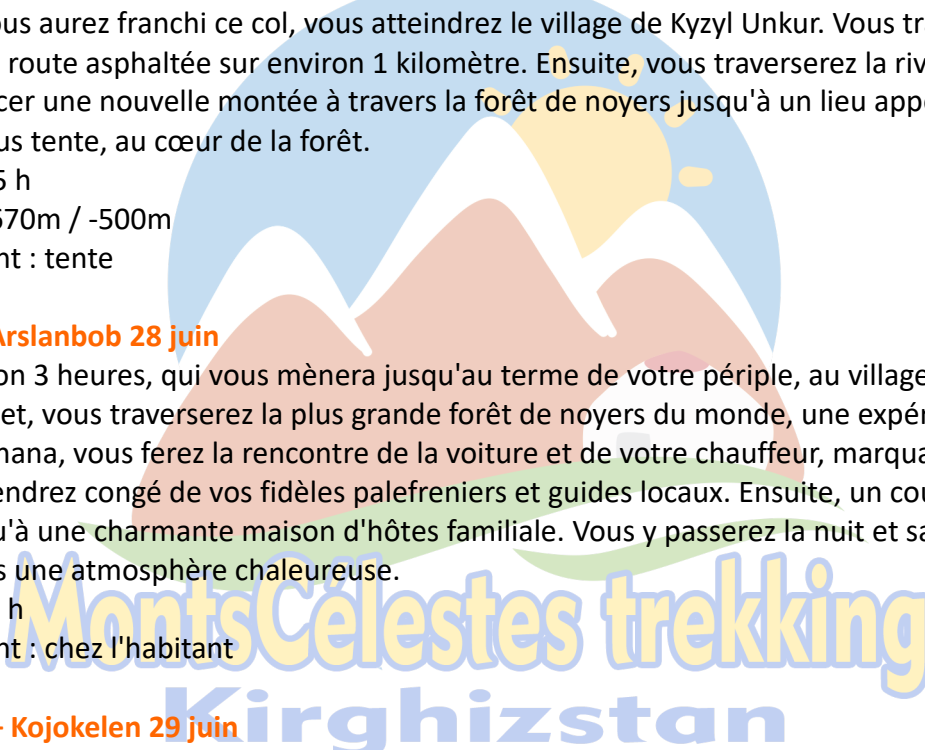 ous aurez franchi ce col, vous atteindrez le village de Kyzyl Unkur. Vous tr
route asphaltée sur environ 1 kilomètre. Ensuite, vous traverserez la riv
cer une nouvelle montée à travers la forêt de noyers jusqu'à un lieu appe
us tente, au cœur de la forêt.
5 h
570m / -500m
nt : tente
Arslanbob 28 juin
on 3 heures, qui vous mènera jusqu'au terme de votre périple, au village
et, vous traverserez la plus grande forêt de noyers du monde, une expér
mana, vous ferez la rencontre de la voiture et de votre chauffeur, marqua
endrez congé de vos fidèles palefreniers et guides locaux. Ensuite, un cou
u'à une charmante maison d'hôtes familiale. Vous y passerez la nuit et sa
s une atmosphère chaleureuse.
h
nt : chez l'habitant
MontsCélestes trekking
- Kojokelen 29 juin
Kirghizstan